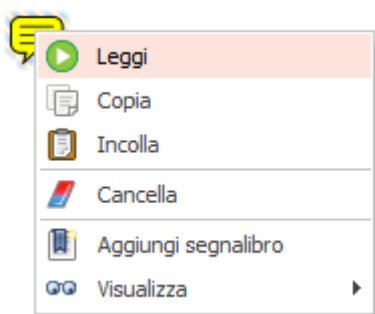 Leggi
Copia
Incolla
Cancella
Aggiungi segnalibro
Visualizza